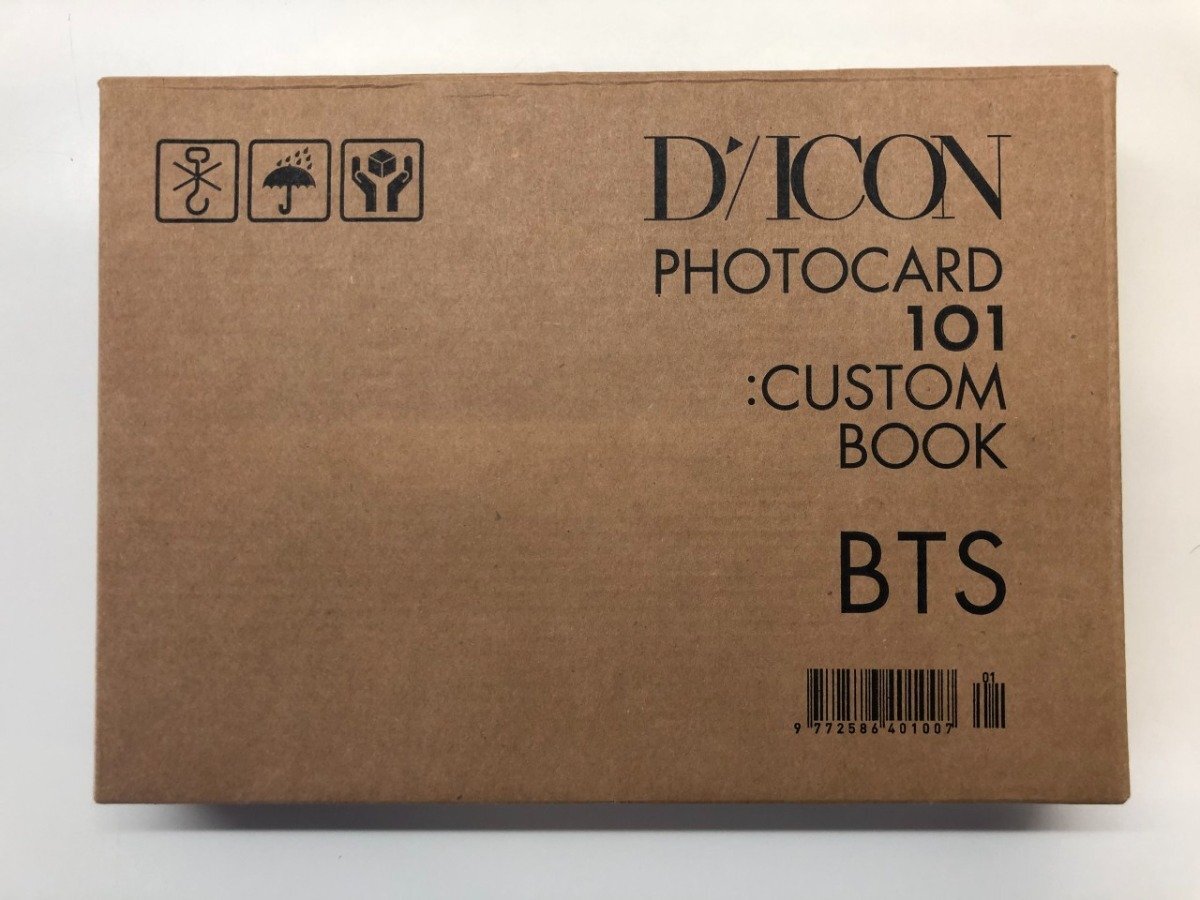 D'/ICON
PHOTOCARD
101
:CUSTOM
BOOK
BTS
01
9 772586 401007